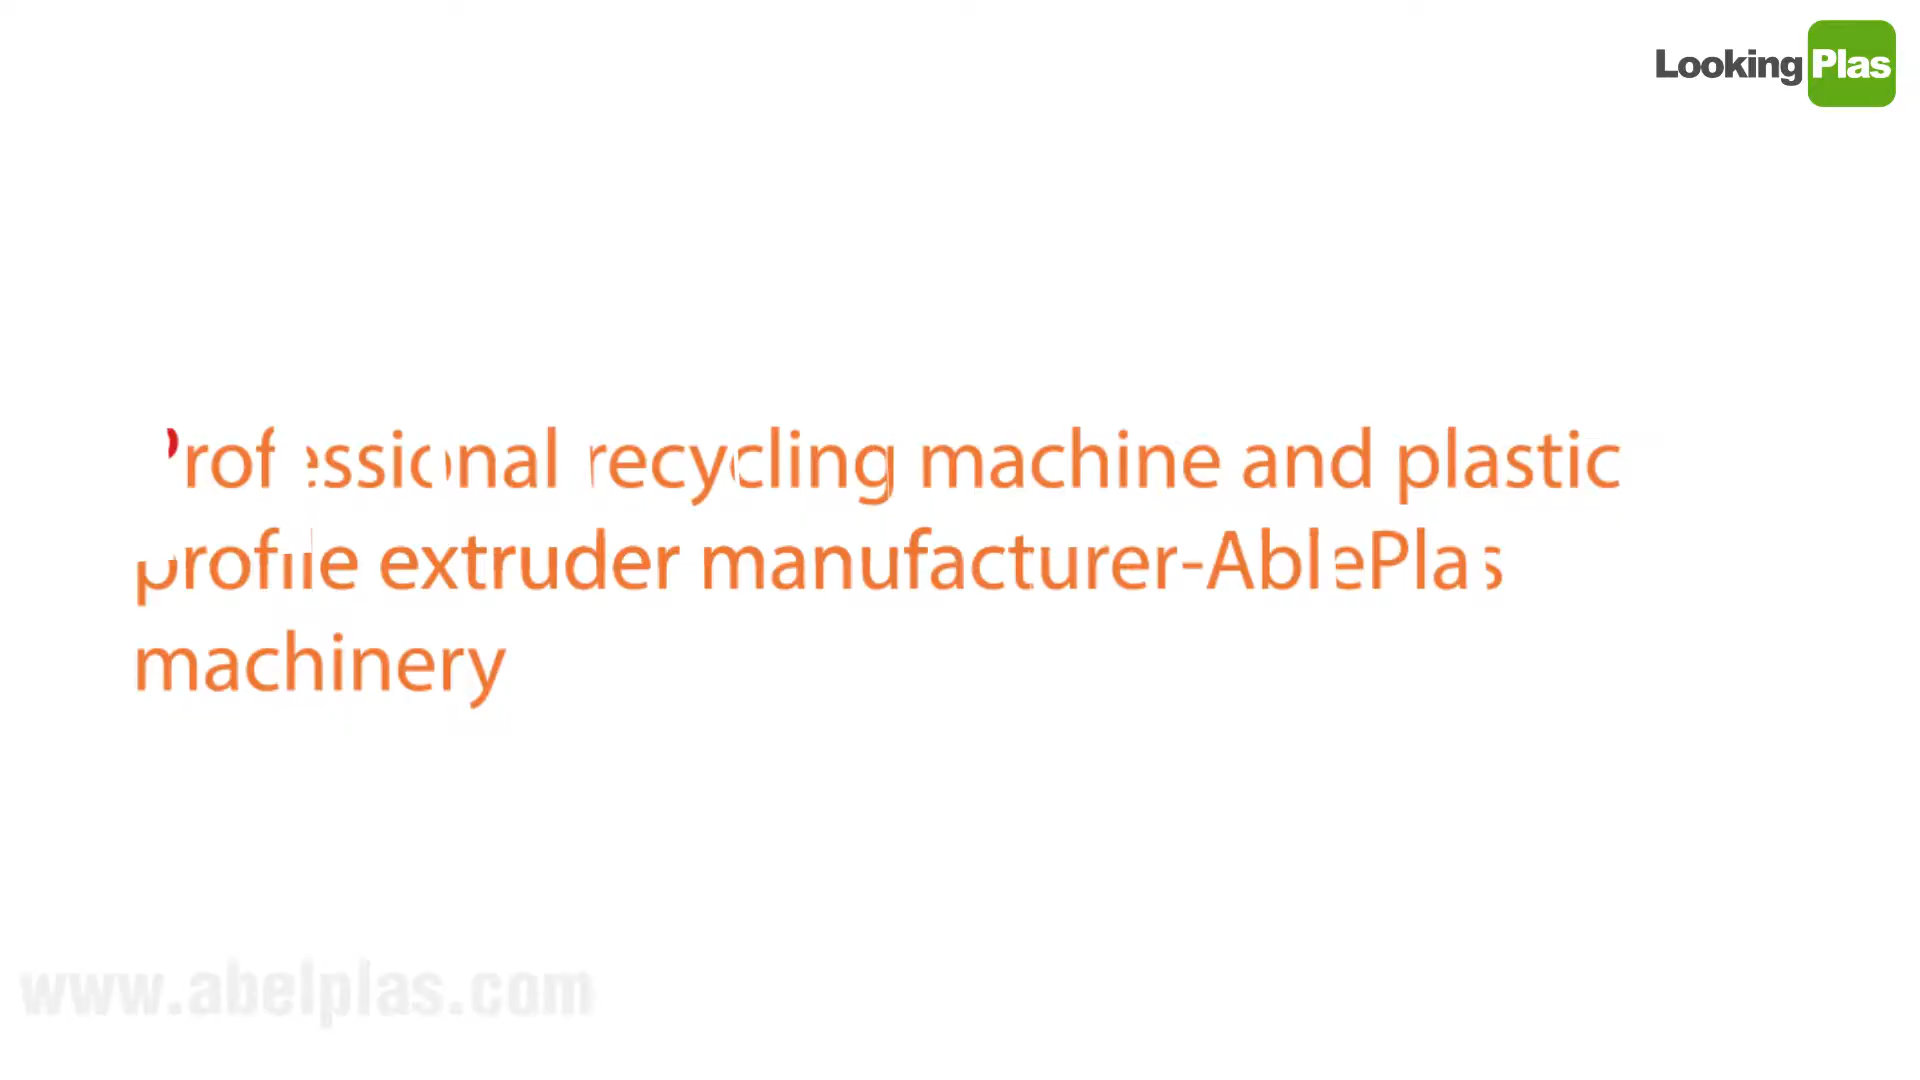 LookingPlas
Professional recycling machine and plastic
profile extruder manufacturer-AblePlas
machinery
www.abelplas.com